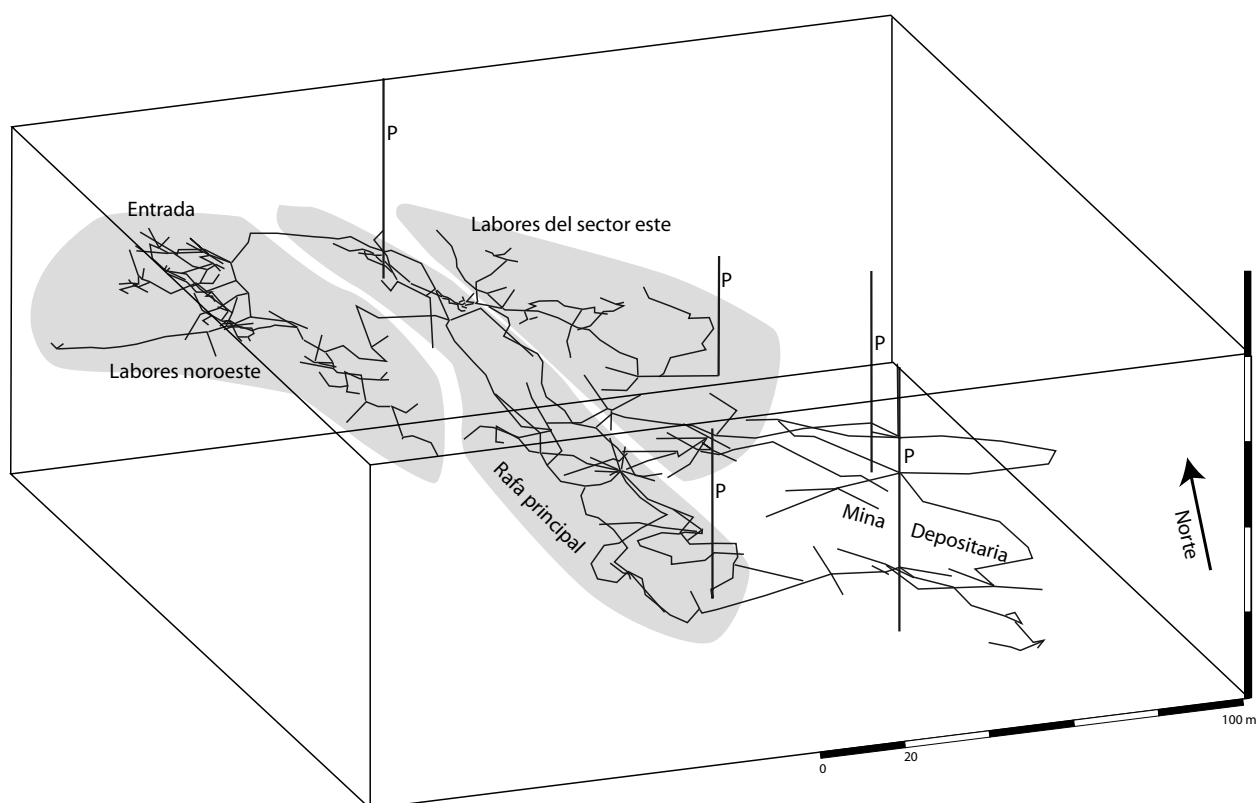 P
Entrada
Labores del sector este
P
P
Labores noroeste
P
P
Rafa principal
Mina
Depositaria
Norte
0
20
100 m